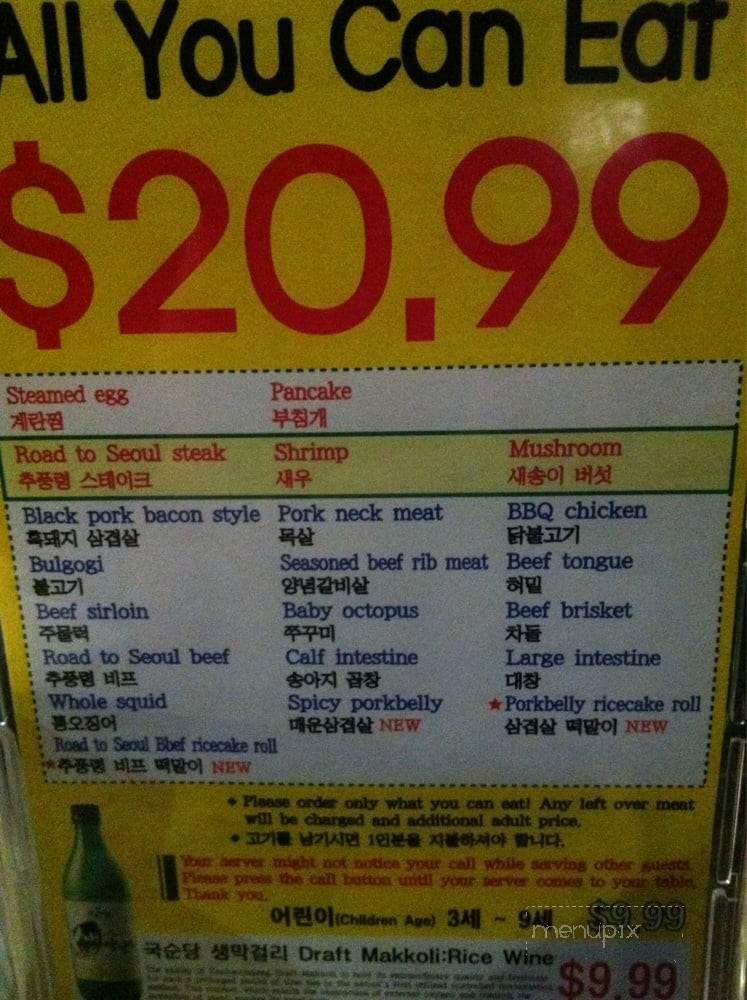 All You Can Eat
$20.99
Steamed egg Pancake
계란찜 부침개
Road to Seoul steak Shrimp Mushroom
추풍령 스테이크 새우 새송이 버섯
Black pork bacon style Pork neck meat BBQ chicken
흑돼지 삼겹살 목살 닭불고기
Bulgogi Seasoned beef rib meat Beef tongue
불고기 양념갈비살 혀밑
Beef sirloin Baby octopus Beef brisket
주물럭 쭈꾸미 차돌
Road to Seoul beef Calf intestine Large intestine
추풍령 비프 송아지 곱창 대창
Whole squid Spicy porkbelly ★Porkbelly ricecake roll
통오징어 매운삼겹살 NEW 삼겹살 떡말이 NEW
Road to Seoul Bbef ricecake roll
★추풍령 비프 떡말이 NEW
♦ Please order only what you can eat! Any left over meat
will be charged and additional adult price.
♦ 고기를 남기시면 1인분을 지불하셔야 합니다.
Your server might not notice your call while serving other guests.
Please press the call button until your server comes to your table.
Thank you.
어린이(Children Age) 3세 ~ 9세 $9.99
menupix
국순당 생막걸리 Draft Makkoli:Rice Wine
$9.99